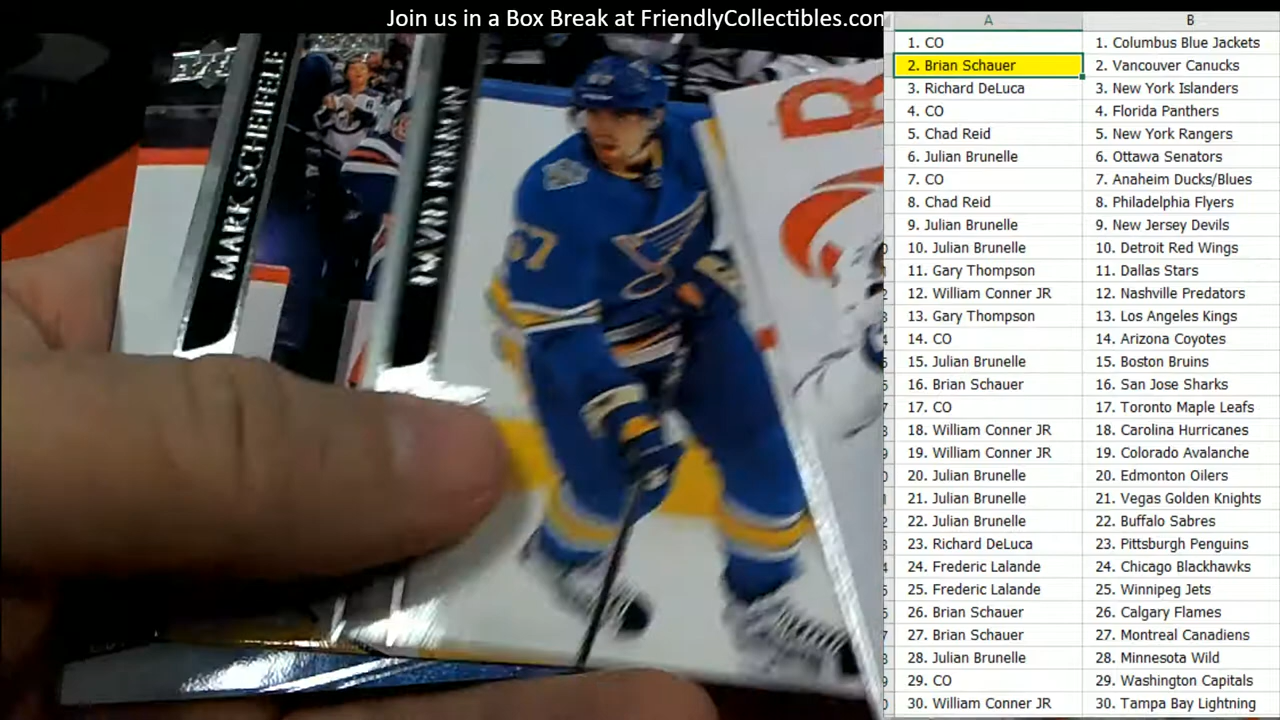 Join us in a Box Break at FriendlyCollectibles.com
A B
1. CO 1. Columbus Blue Jackets
2. Brian Schauer 2. Vancouver Canucks
3. Richard DeLuca 3. New York Islanders
4. CO 4. Florida Panthers
5. Chad Reid 5. New York Rangers
6. Julian Brunelle 6. Ottawa Senators
7. CO 7. Anaheim Ducks/Blues
8. Chad Reid 8. Philadelphia Flyers
9. Julian Brunelle 9. New Jersey Devils
10. Julian Brunelle 10. Detroit Red Wings
11. Gary Thompson 11. Dallas Stars
12. William Conner JR 12. Nashville Predators
13. Gary Thompson 13. Los Angeles Kings
14. CO 14. Arizona Coyotes
15. Julian Brunelle 15. Boston Bruins
16. Brian Schauer 16. San Jose Sharks
17. CO 17. Toronto Maple Leafs
18. William Conner JR 18. Carolina Hurricanes
19. William Conner JR 19. Colorado Avalanche
20. Julian Brunelle 20. Edmonton Oilers
21. Julian Brunelle 21. Vegas Golden Knights
22. Julian Brunelle 22. Buffalo Sabres
23. Richard DeLuca 23. Pittsburgh Penguins
24. Frederic Lalande 24. Chicago Blackhawks
25. Frederic Lalande 25. Winnipeg Jets
26. Brian Schauer 26. Calgary Flames
27. Brian Schauer 27. Montreal Canadiens
28. Julian Brunelle 28. Minnesota Wild
29. CO 29. Washington Capitals
30. William Conner JR 30. Tampa Bay Lightning
MARK SCHEIFELE
DAVID PERRON